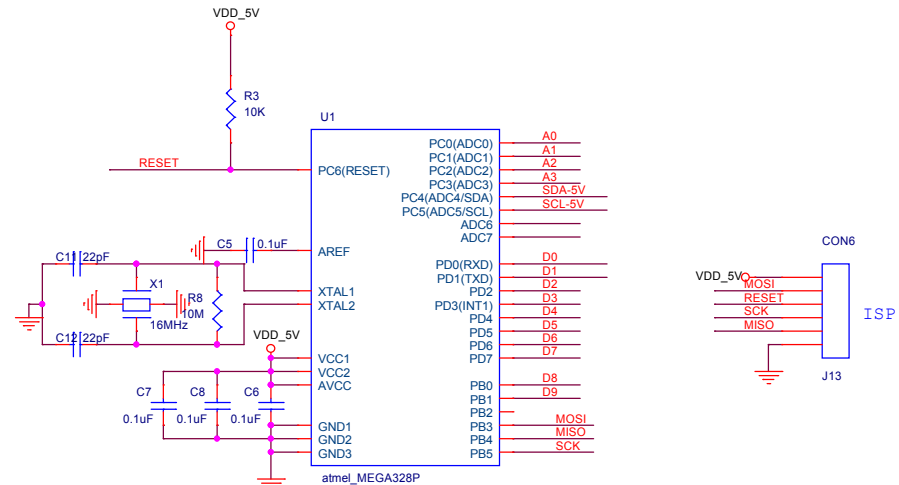 VDD_5V
R3
10K
U1
RESET
PC6(RESET)
PC0(ADC0)
A0
PC1(ADC1)
A1
PC2(ADC2)
A2
PC3(ADC3)
A3
PC4(ADC4/SDA)
SDA-5V
PC5(ADC5/SCL)
SCL-5V
ADC6
ADC7
C5
0.1uF
AREF
C11
22pF
X1
16MHz
R8
10M
XTAL1
XTAL2
C12
22pF
PD0(RXD)
D0
PD1(TXD)
D1
PD2
D2
PD3(INT1)
D3
PD4
D4
PD5
D5
PD6
D6
PD7
D7
VDD_5V
VCC1
VCC2
AVCC
C7
0.1uF
C8
0.1uF
C6
0.1uF
GND1
GND2
GND3
PB0
D8
PB1
D9
PB2
PB3
MOSI
PB4
MISO
PB5
SCK
atmel_MEGA328P
CON6
VDD_5V
MOSI
RESET
SCK
MISO
ISP
J13